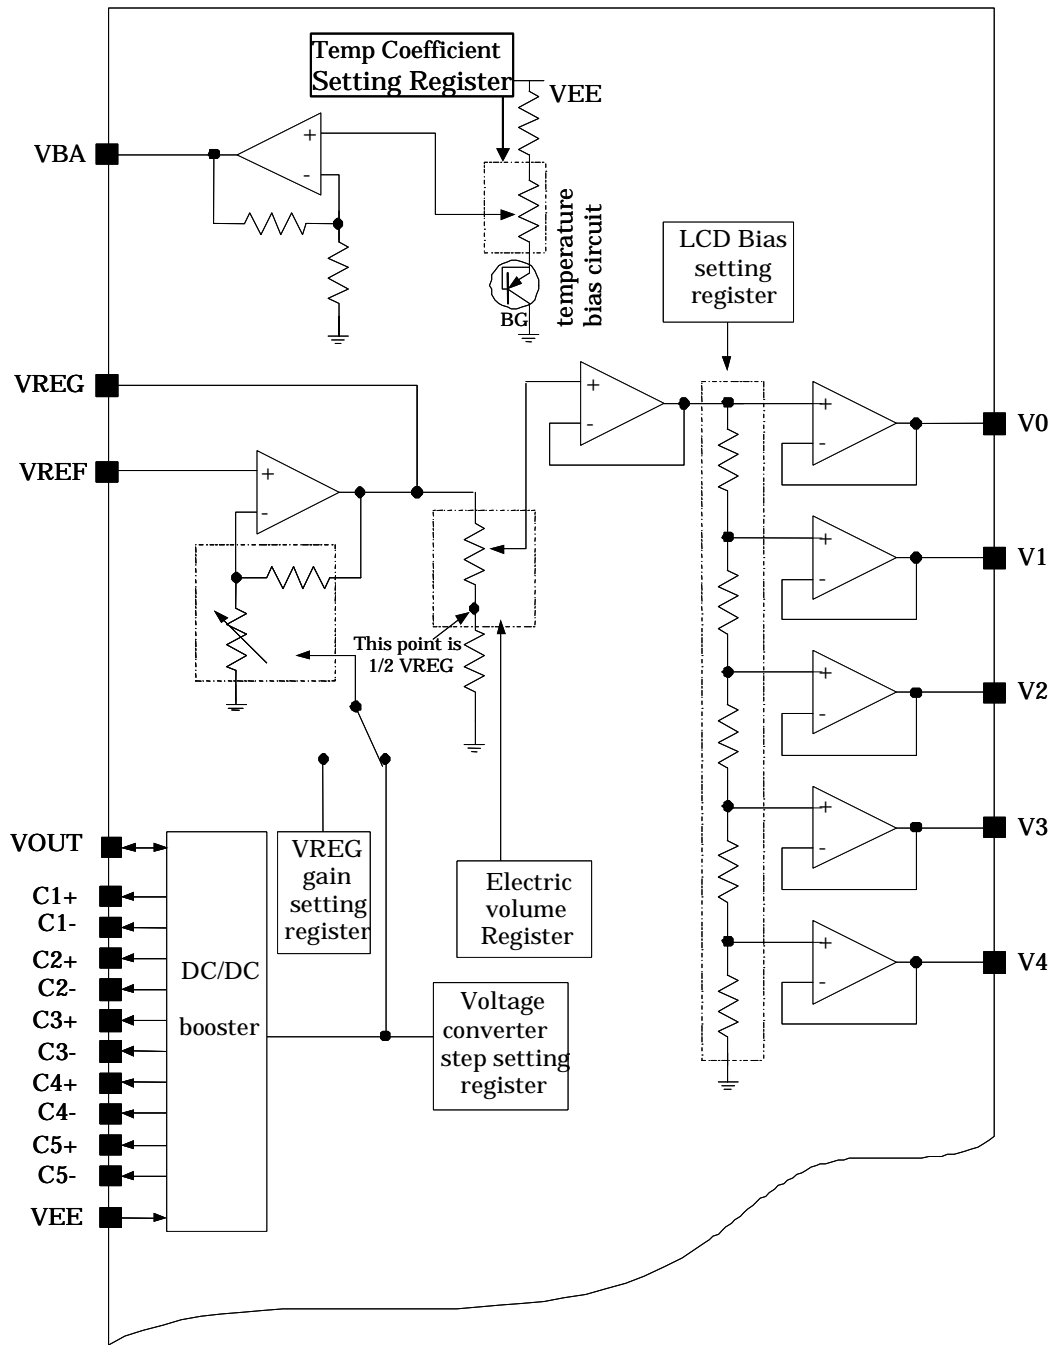 Temp Coefficient
Setting Register
VEE
VBA
+
-
temperature
bias circuit
BG
LCD Bias
setting
register
VREG
+
-
+
-
V0
VREF
+
-
+
-
V1
This point is
1/2 VREG
+
-
V2
+
-
V3
VOUT
VREG
gain
setting
register
Electric
volume
Register
C1+
C1-
C2+
C2-
C3+
C3-
C4+
C4-
C5+
C5-
VEE
DC/DC
booster
Voltage
converter
step setting
register
+
-
V4